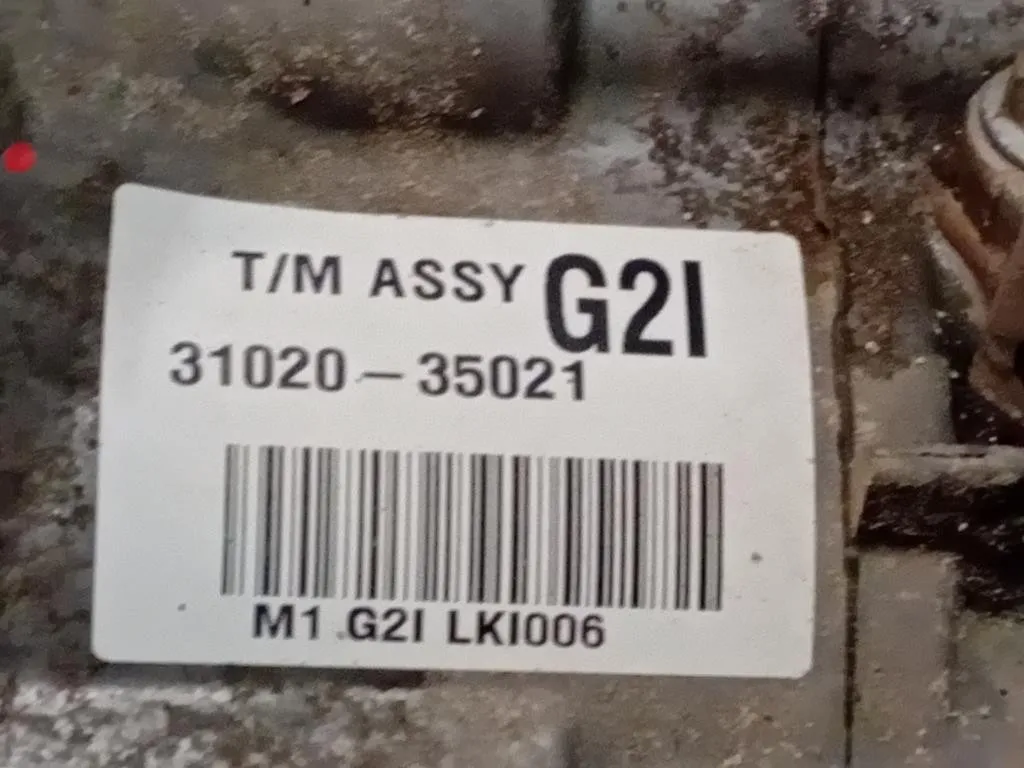 T/M ASSY G2I
31020-35021
M1 G2I LKI006